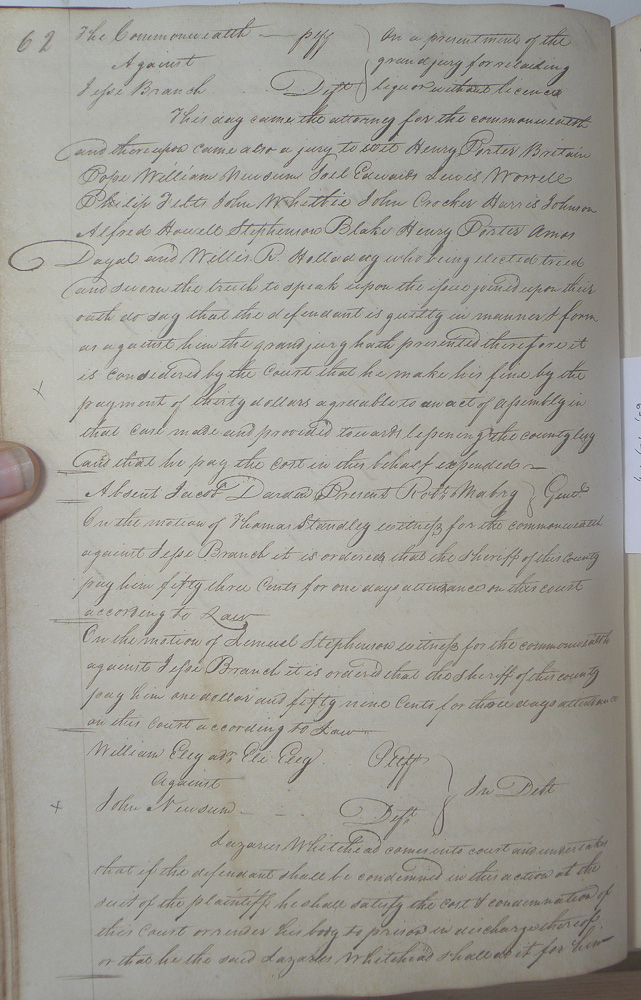 62
The Commonwealth — plff } On a presentment of the
Against grand jury for retailing
Jesse Branch Deft liquor without licence
This day came the attorney for the commonwealth
and thereupon came also a jury to wit Henry Porter Britain
Pope William Newsum Joel Edwards Lewis Worrell
Philip Felts John Whitkie John Crocker Harris Johnson
Alfred Howell Stephenson Blake Henry Porter Amos
and Willis R. Holladay who being elected tried
and sworn the truth to speak upon the issue joined upon their
oath do say that the defendant is guilty in manner & form
as against him the grand jury hath presented therefore it
is considered by the Court that he make his fine by the
payment of thirty dollars agreeable to an act of assembly in
that case made and provided towards lessening the county levy
and that he pay the cost in this behalf expended —
Absent Jacob Darden Present Robt Mabry } Gent
On the motion of Thomas Standley witness for the commonwealth
against Jesse Branch it is ordered that the sheriff of this county
pay him fifty three Cents for one days attendance on this court
according to Law
On the motion of Lemuel Stephenson witness for the commonwealth
against Jesse Branch it is ordered that the sheriff of this county
pay him one dollar and fifty nine Cents for three days attendance
on this Court according to Law
William Eley adr Eli Eley Plff
Against } In Debt
John Newsum Deft
Lazarus Whitehead comes into court and undertakes
that if the defendant shall be condemned in this action at the
suit of the plaintiff he shall satisfy the cost & condemnation of
this Court or render his body to prison in discharge thereof
or that he the said Lazarus Whitehead shall do it for him